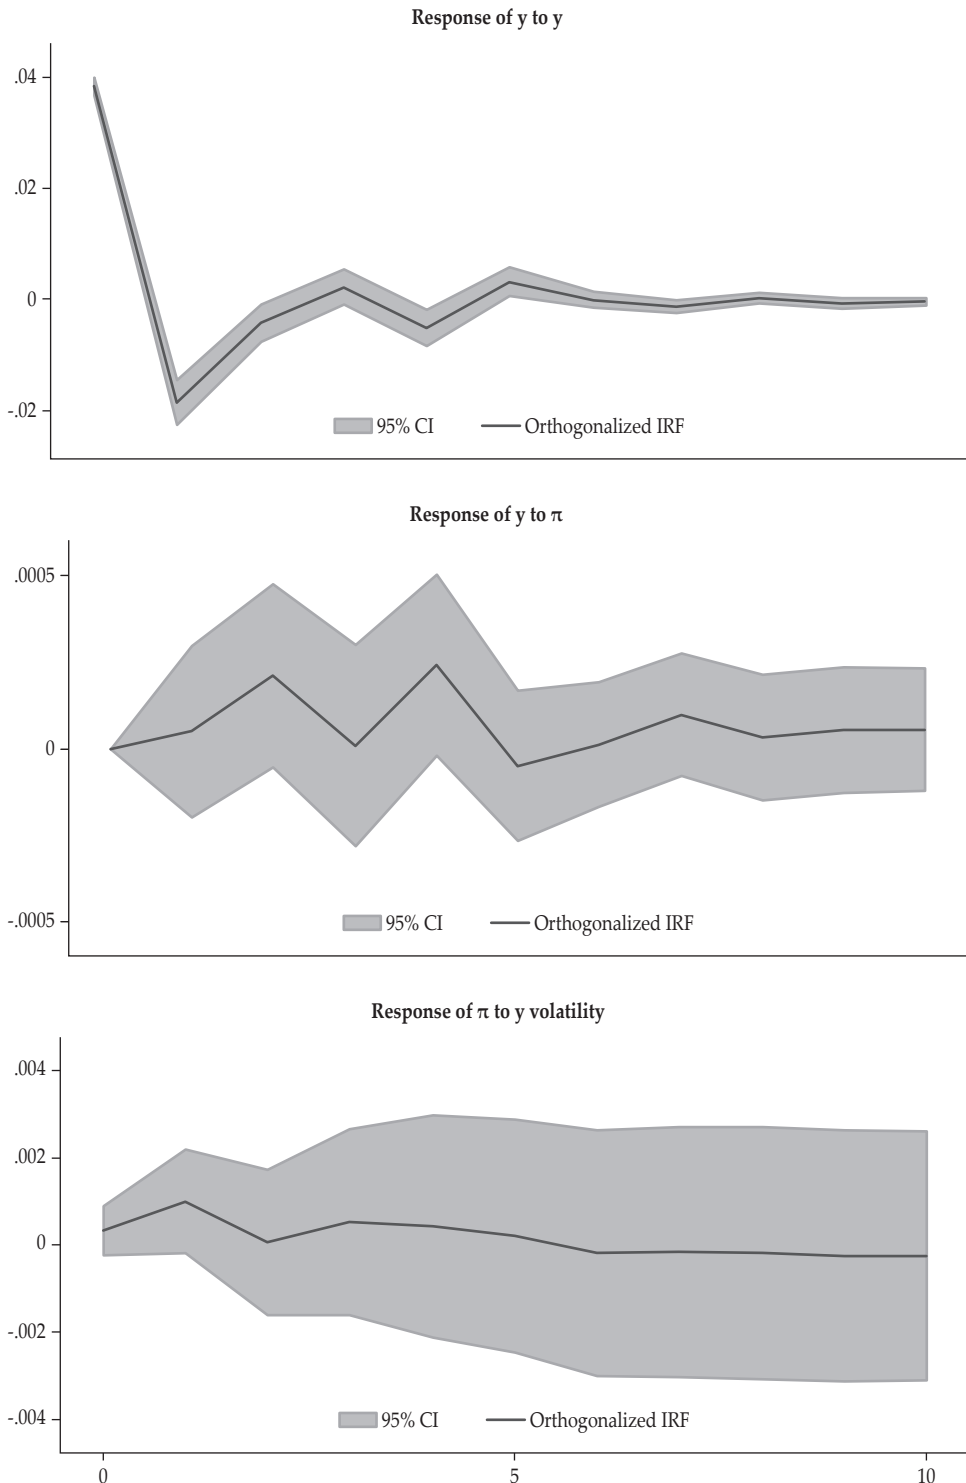 Response of y to y
.04
.02
0
-.02
95% CI
Orthogonalized IRF
Response of y to π
.0005
0
-.0005
95% CI
Orthogonalized IRF
Response of π to y volatility
.004
.002
0
-.002
-.004
95% CI
Orthogonalized IRF
0
5
10